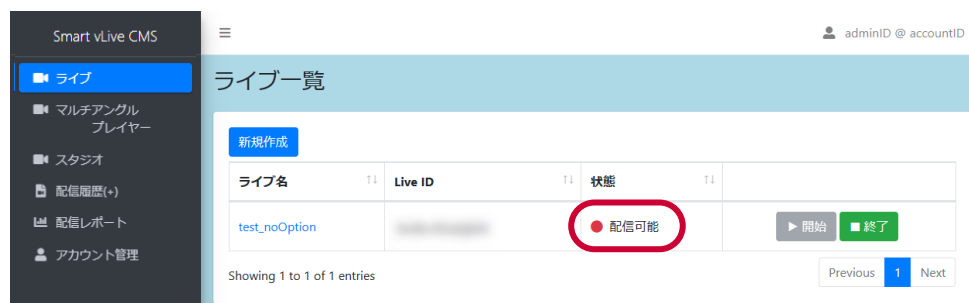 Smart vLive CMS
adminID @ accountID
ライブ
マルチアングル
プレイヤー
スタジオ
配信履歴(+)
配信レポート
アカウント管理
ライブ一覧
新規作成
ライブ名 Live ID 状態
test_noOption 配信可能 開始 終了
Showing 1 to 1 of 1 entries
Previous 1 Next